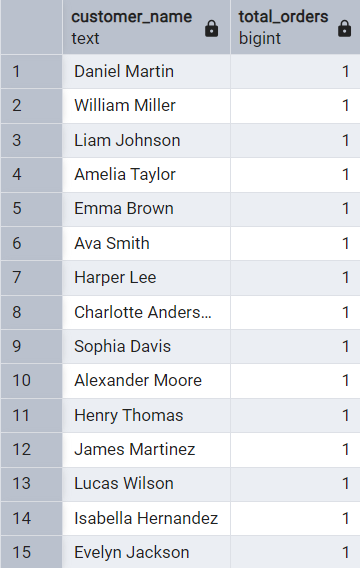 customer_name total_orders
text bigint
1 Daniel Martin 1
2 William Miller 1
3 Liam Johnson 1
4 Amelia Taylor 1
5 Emma Brown 1
6 Ava Smith 1
7 Harper Lee 1
8 Charlotte Anders... 1
9 Sophia Davis 1
10 Alexander Moore 1
11 Henry Thomas 1
12 James Martinez 1
13 Lucas Wilson 1
14 Isabella Hernandez 1
15 Evelyn Jackson 1